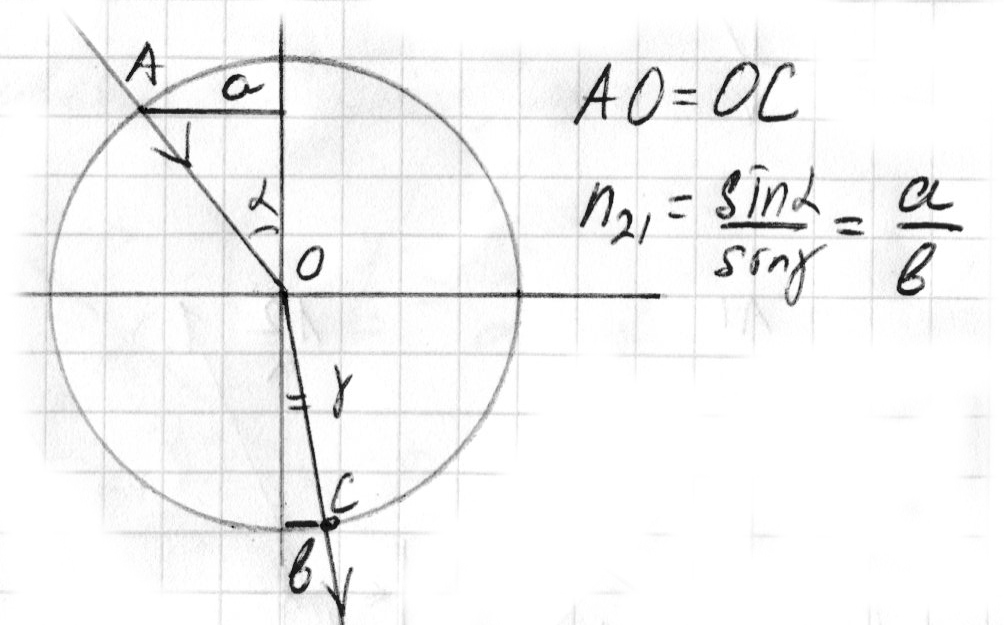 A
a
AO = OC
α
n₂₁ = sinα/sinγ = a/b
O
γ
C
b